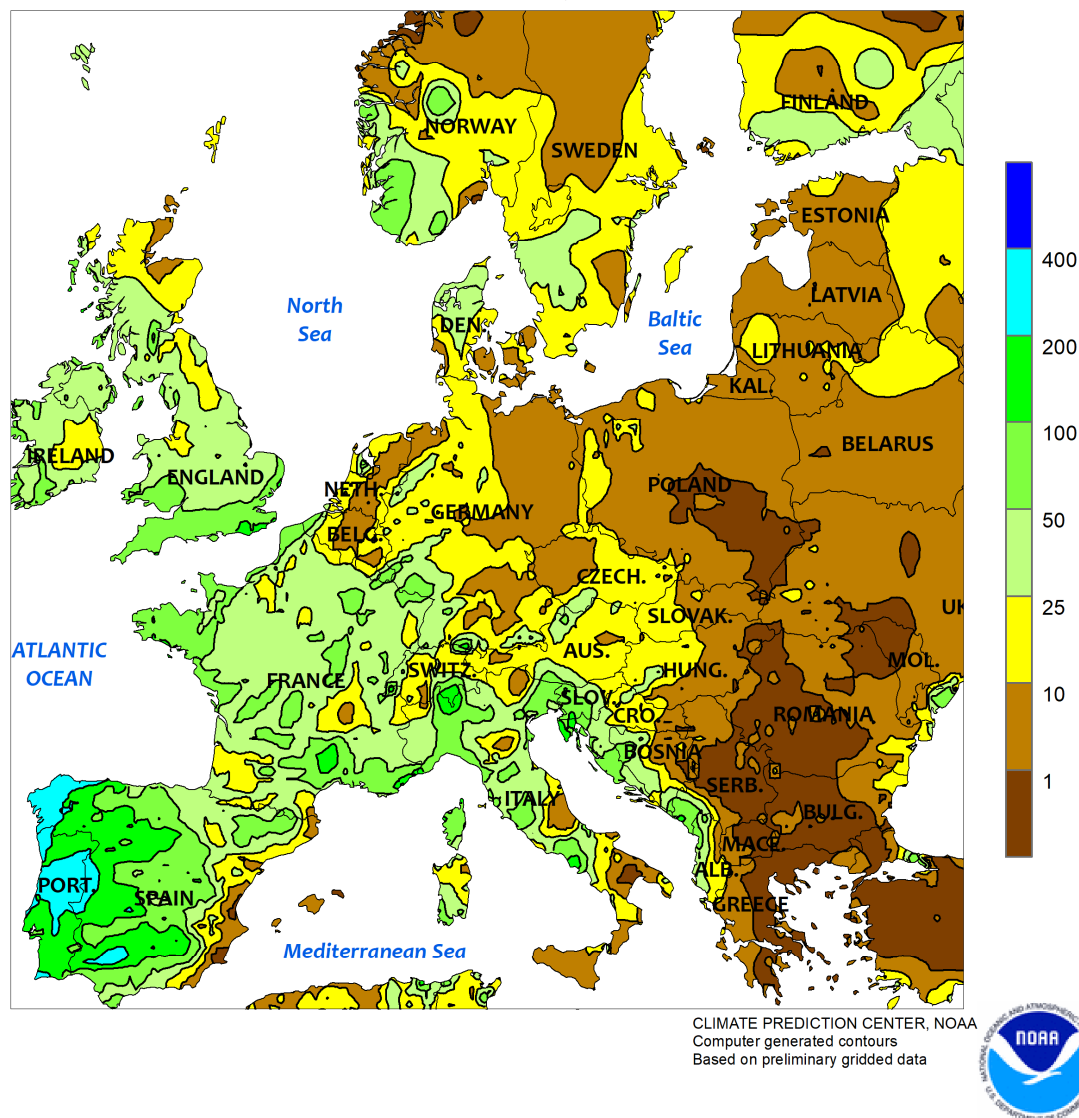 FINLAND
NORWAY
SWEDEN
ESTONIA
LATVIA
North
Sea
Baltic
Sea
DEN.
LITHUANIA
KAL.
BELARUS
IRELAND
ENGLAND
NETH.
POLAND
GERMANY
BELG.
CZECH.
UK
SLOVAK.
ATLANTIC
OCEAN
AUS.
MOL.
SWITZ.
HUNG.
FRANCE
SLOV.
CRO.
ROMANIA
BOSNIA
SERB.
ITALY
BULG.
MACE.
ALB.
PORT.
SPAIN
GREECE
Mediterranean Sea
400
200
100
50
25
10
1
CLIMATE PREDICTION CENTER, NOAA
Computer generated contours
Based on preliminary gridded data
NOAA